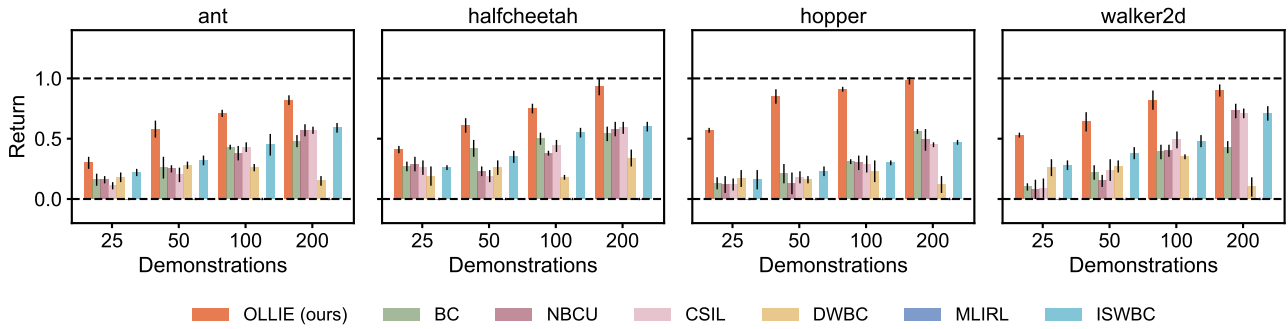 ant
halfcheetah
hopper
walker2d
Return
1.0
0.5
0.0
25 50 100 200
25 50 100 200
25 50 100 200
25 50 100 200
Demonstrations
Demonstrations
Demonstrations
Demonstrations
OLLIE (ours) BC NBCU CSIL DWBC MLIRL ISWBC